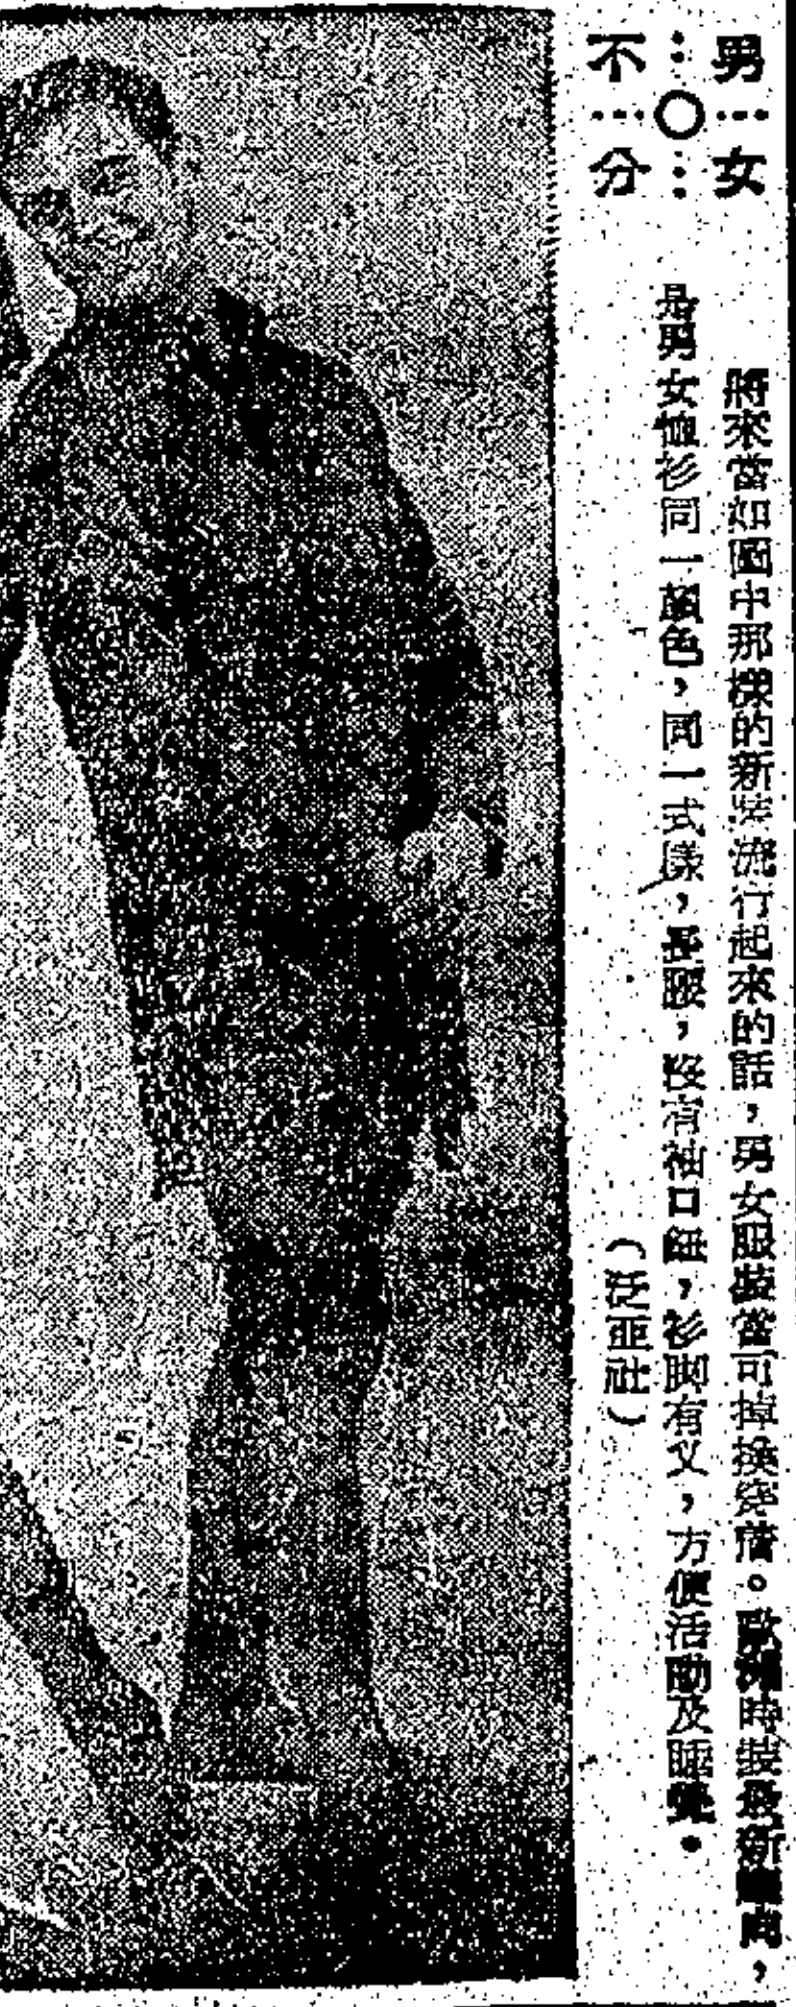 男…女
…○…
不…分
將來當如圖中那樣的新裝流行起來的話，男女服裝當可掉換穿着。歐洲時裝最新趨向，
是男女恤衫同一顏色，同一式樣，長腰，沒有袖口鈕，衫脚有义，方便活動及睡覺。
（泛亞社）